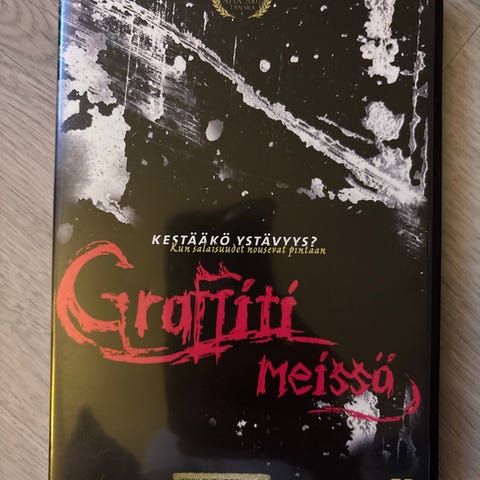 KESTÄÄKÖ YSTÄVYYS?
Kun salaisuudet nousevat pintaan
Graffiti
meissä